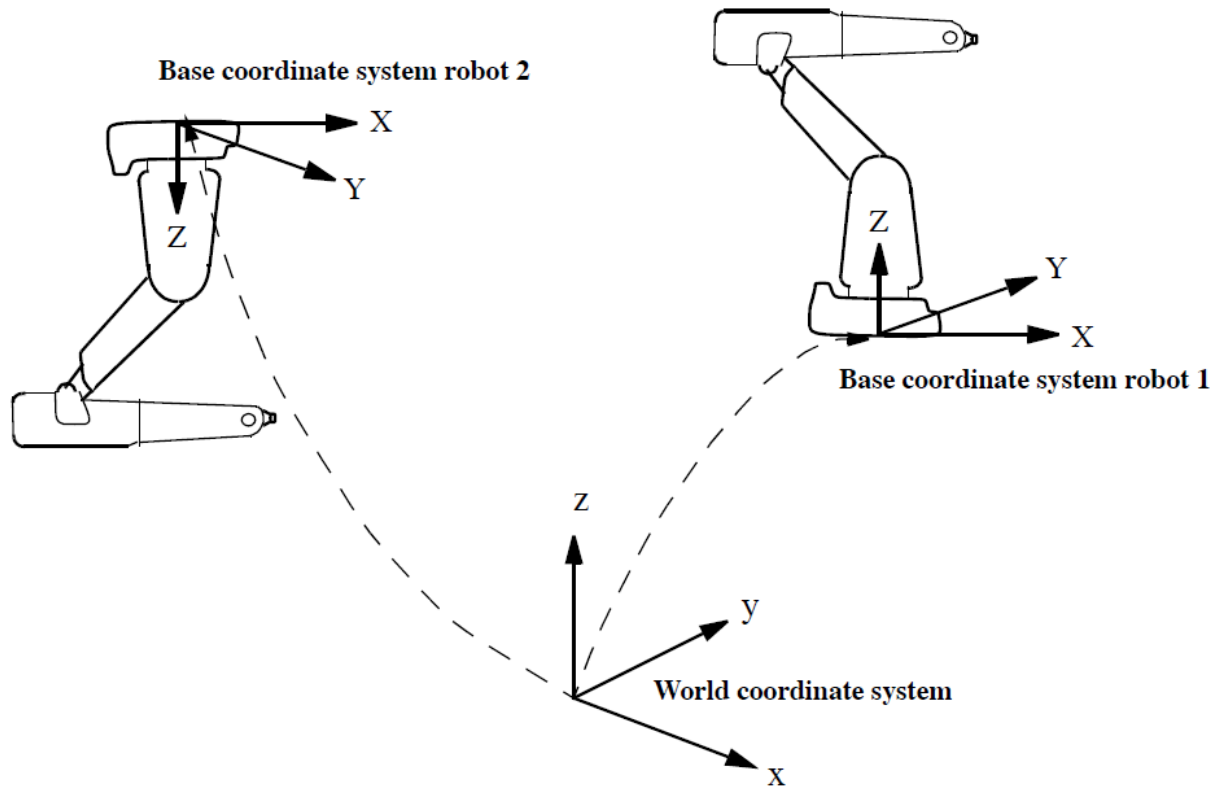 Base coordinate system robot 2
X
Y
Z
Z
Y
X
Base coordinate system robot 1
z
y
World coordinate system
x